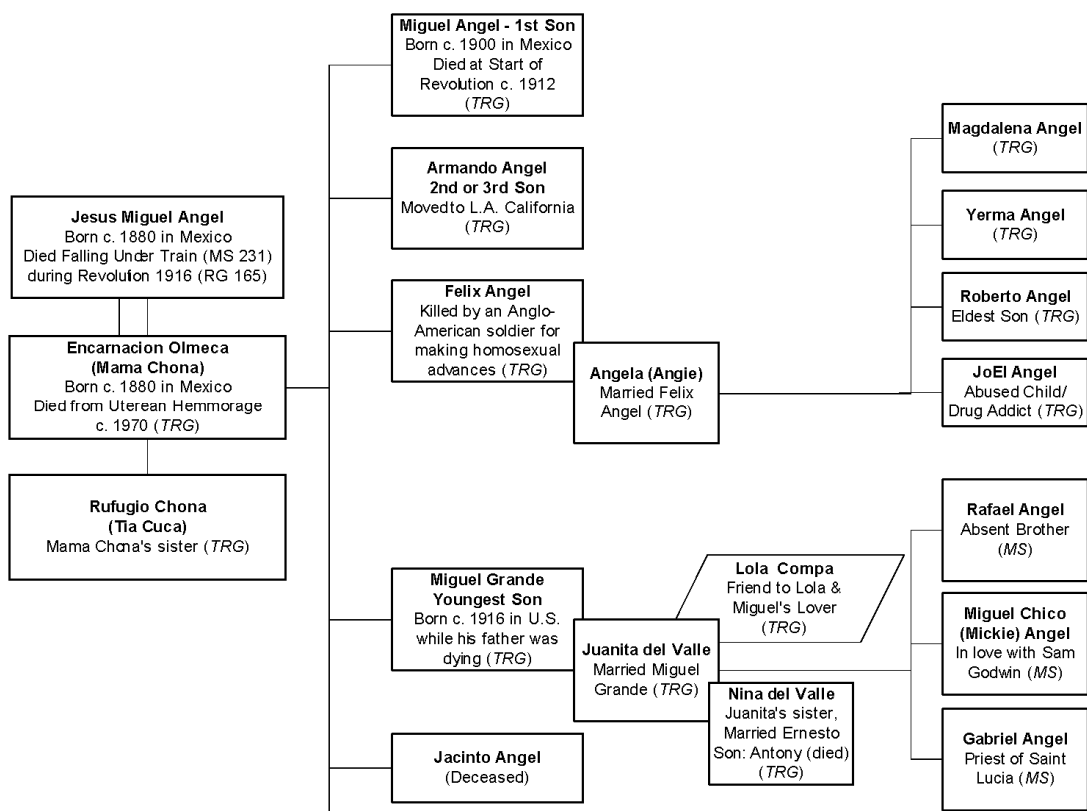 Jesus Miguel Angel
Born c. 1880 in Mexico
Died Falling Under Train (MS 231)
during Revolution 1916 (RG 165)
Encarnacion Olmeca
(Mama Chona)
Born c. 1880 in Mexico
Died from Uterean Hemmorage
c. 1970 (TRG)
Rufugio Chona
(Tia Cuca)
Mama Chona's sister (TRG)
Miguel Angel - 1st Son
Born c. 1900 in Mexico
Died at Start of
Revolution c. 1912
(TRG)
Armando Angel
2nd or 3rd Son
Moved to L.A. California
(TRG)
Felix Angel
Killed by an Anglo-
American soldier for
making homosexual
advances (TRG)
Angela (Angie)
Married Felix
Angel (TRG)
Miguel Grande
Youngest Son
Born c. 1916 in U.S.
while his father was
dying (TRG)
Juanita del Valle
Married Miguel
Grande (TRG)
Lola Compa
Friend to Lola &
Miguel's Lover
(TRG)
Nina del Valle
Juanita's sister,
Married Ernesto
Son: Antony (died)
(TRG)
Jacinto Angel
(Deceased)
Magdalena Angel
(TRG)
Yerma Angel
(TRG)
Roberto Angel
Eldest Son (TRG)
JoEl Angel
Abused Child/
Drug Addict (TRG)
Rafael Angel
Absent Brother
(MS)
Miguel Chico
(Mickie) Angel
In love with Sam
Godwin (MS)
Gabriel Angel
Priest of Saint
Lucia (MS)